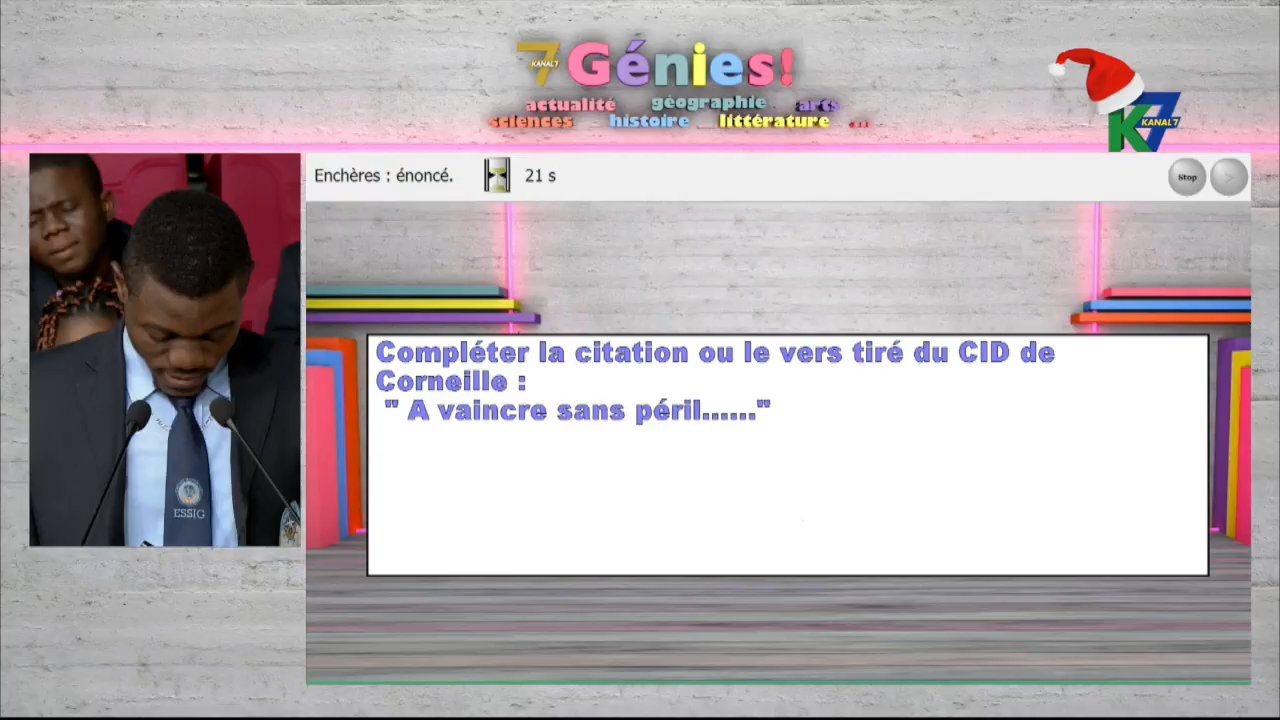 7 KANAL7 Génies!
actualité géographie arts
sciences histoire littérature ...
K7 KANAL7
Enchères : énoncé. 21 s
Stop >
Compléter la citation ou le vers tiré du CID de
Corneille :
" A vaincre sans péril......"
ESSIG